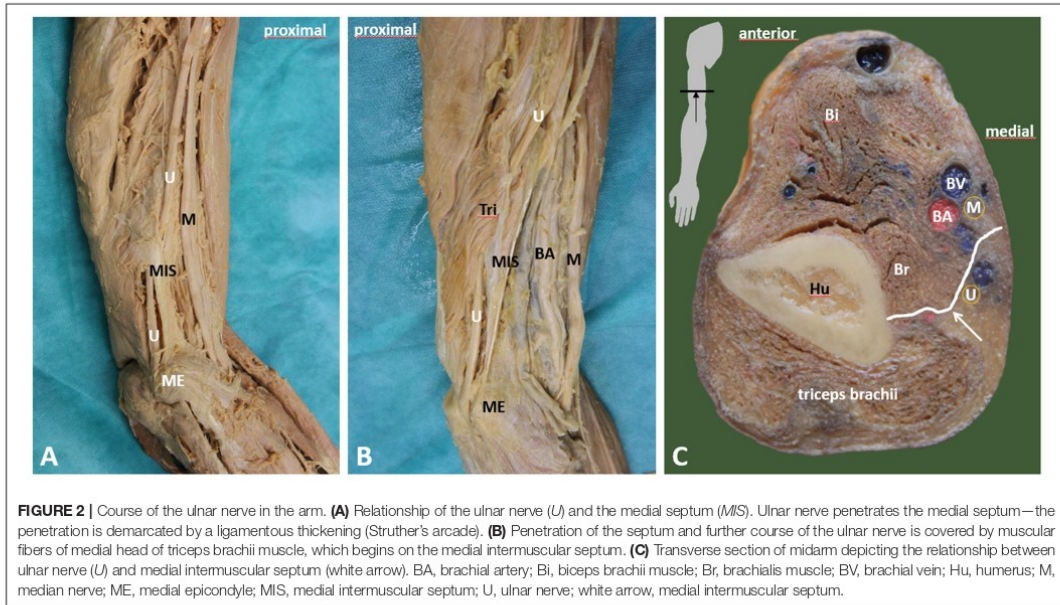 proximal
U
M
MIS
U
ME
A
proximal
U
Tri
MIS
BA
M
U
ME
B
anterior
Bi
medial
BV
M
BA
Br
Hu
U
triceps brachii
C
FIGURE 2 | Course of the ulnar nerve in the arm. (A) Relationship of the ulnar nerve (U) and the medial septum (MIS). Ulnar nerve penetrates the medial septum—the
penetration is demarcated by a ligamentous thickening (Struther's arcade). (B) Penetration of the septum and further course of the ulnar nerve is covered by muscular
fibers of medial head of triceps brachii muscle, which begins on the medial intermuscular septum. (C) Transverse section of midarm depicting the relationship between
ulnar nerve (U) and medial intermuscular septum (white arrow). BA, brachial artery; Bi, biceps brachii muscle; Br, brachialis muscle; BV, brachial vein; Hu, humerus; M,
median nerve; ME, medial epicondyle; MIS, medial intermuscular septum; U, ulnar nerve; white arrow, medial intermuscular septum.